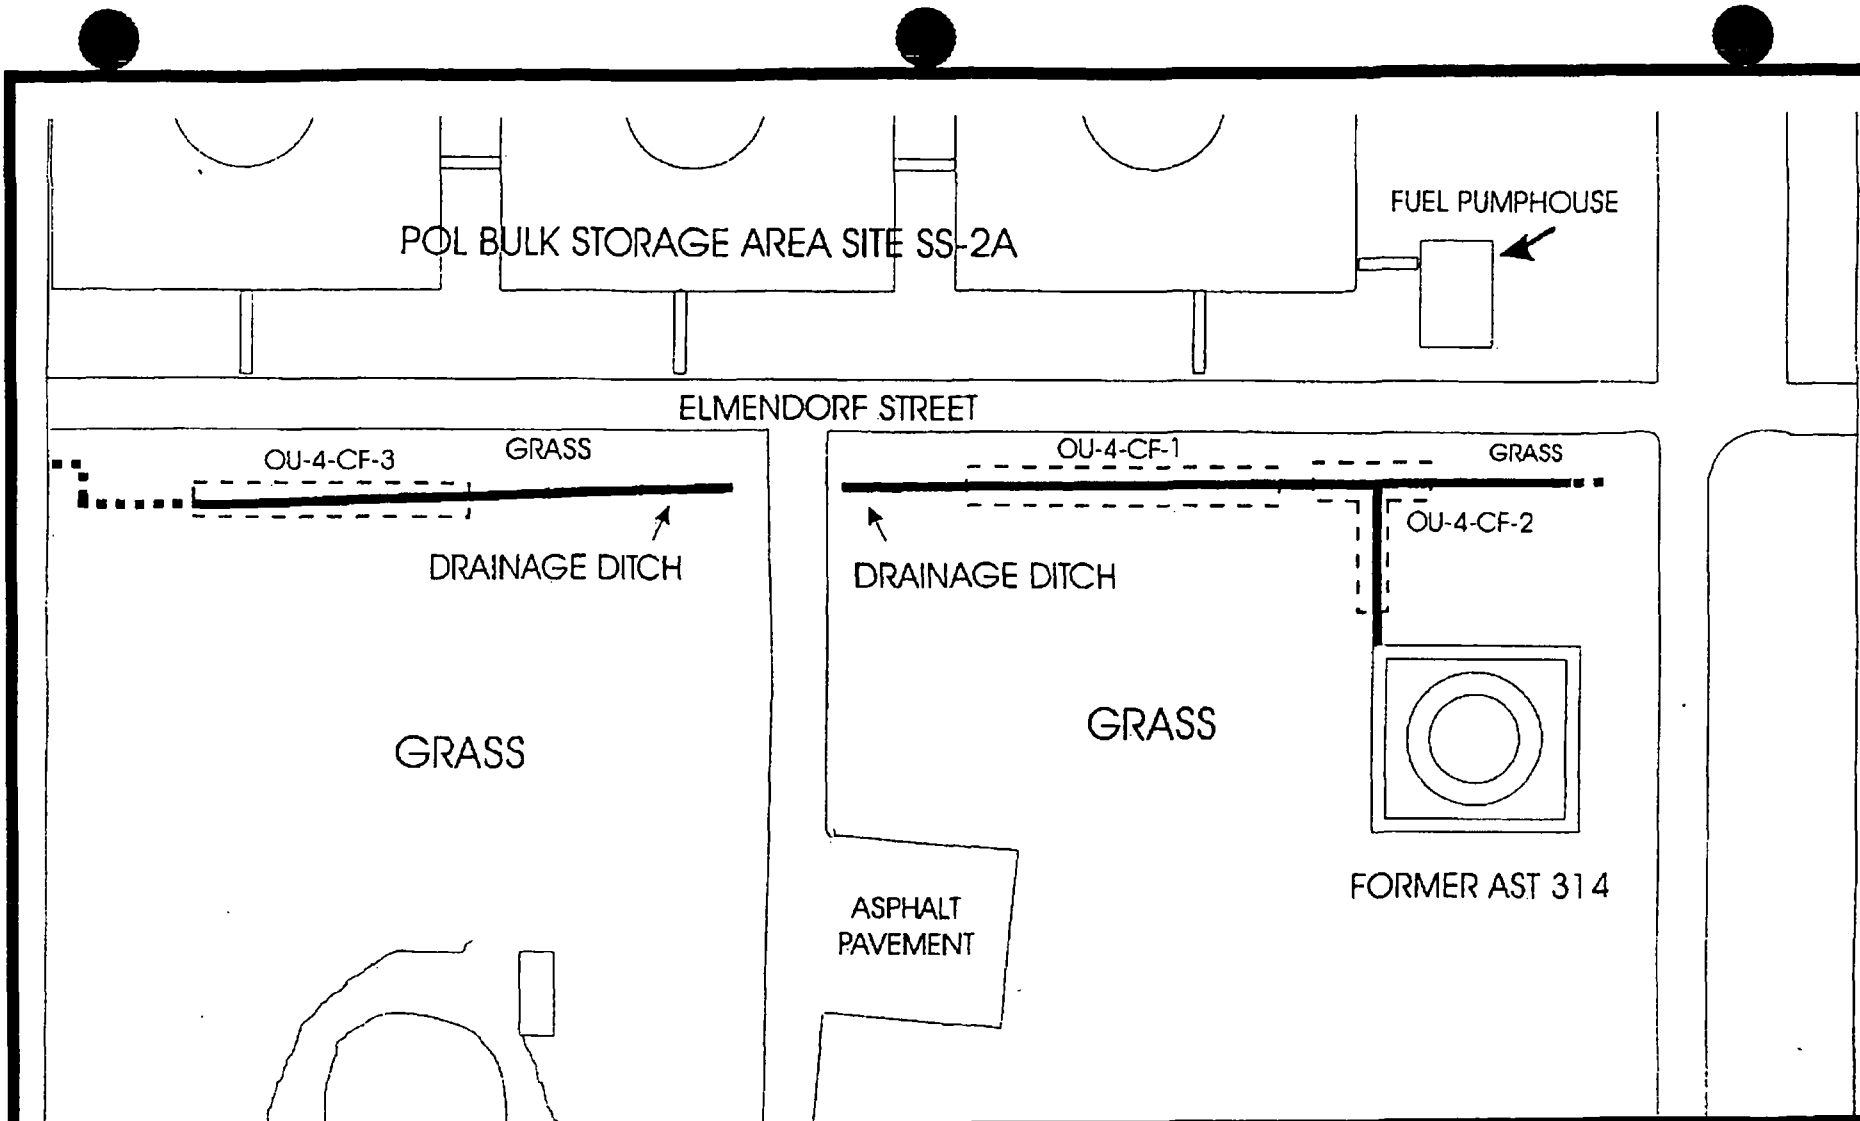 FUEL PUMPHOUSE
POL BULK STORAGE AREA SITE SS-2A
ELMENDORF STREET
OU-4-CF-3
GRASS
OU-4-CF-1
GRASS
OU-4-CF-2
DRAINAGE DITCH
DRAINAGE DITCH
GRASS
GRASS
FORMER AST 314
ASPHALT
PAVEMENT